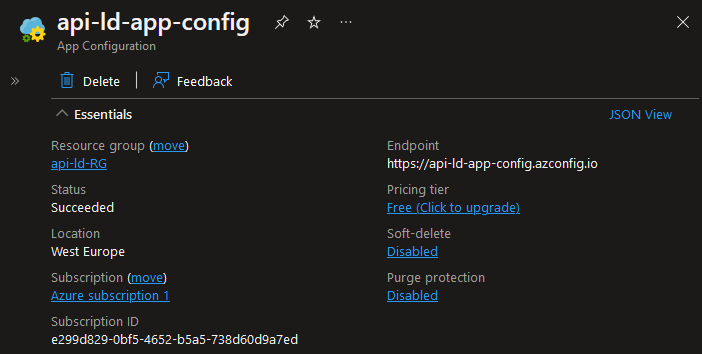 api-ld-app-config
App Configuration
Delete
Feedback
Essentials
JSON View
Resource group (move)
api-ld-RG
Status
Succeeded
Location
West Europe
Subscription (move)
Azure subscription 1
Subscription ID
e299d829-0bf5-4652-b5a5-738d60d9a7ed
Endpoint
https://api-ld-app-config.azconfig.io
Pricing tier
Free (Click to upgrade)
Soft-delete
Disabled
Purge protection
Disabled